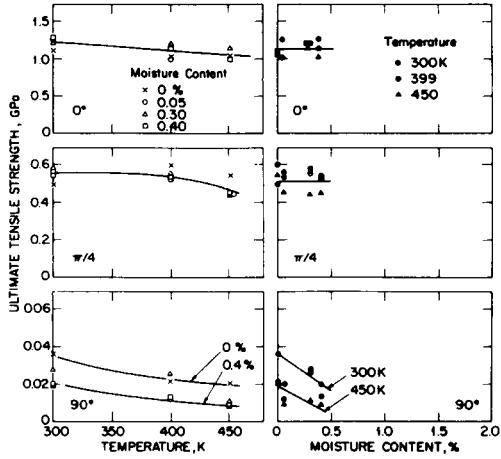 ULTIMATE TENSILE STRENGTH, GPa
1.5
1.0
0.5
0
0°
Moisture Content
× 0 %
○ 0.05
△ 0.30
□ 0.40
Temperature
● 300K
● 399
▲ 450
0°
0.6
0.4
0.2
0
π/4
π/4
0.06
0.04
0.02
0
0 %
0.4%
90°
300K
450K
90°
300 350 400 450
TEMPERATURE, K
0 0.5 1.0 1.5 2.0
MOISTURE CONTENT, %